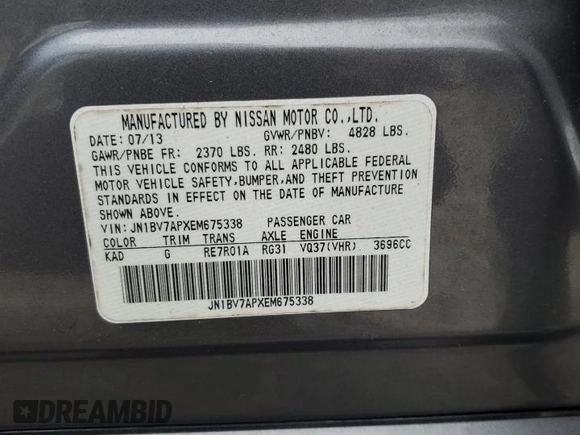 MANUFACTURED BY NISSAN MOTOR CO.,LTD.
DATE: 07/13 GVWR/PNBV: 4828 LBS.
GAWR/PNBE FR: 2370 LBS. RR: 2480 LBS.
THIS VEHICLE CONFORMS TO ALL APPLICABLE FEDERAL
MOTOR VEHICLE SAFETY,BUMPER,AND THEFT PREVENTION
STANDARDS IN EFFECT ON THE DATE OF MANUFACTURE
SHOWN ABOVE.
VIN: JN1BV7APXEM675338 PASSENGER CAR
COLOR TRIM TRANS AXLE ENGINE
KAD G RE7R01A RG31 VQ37(VHR) 3696CC
JN1BV7APXEM675338
DREAMBID